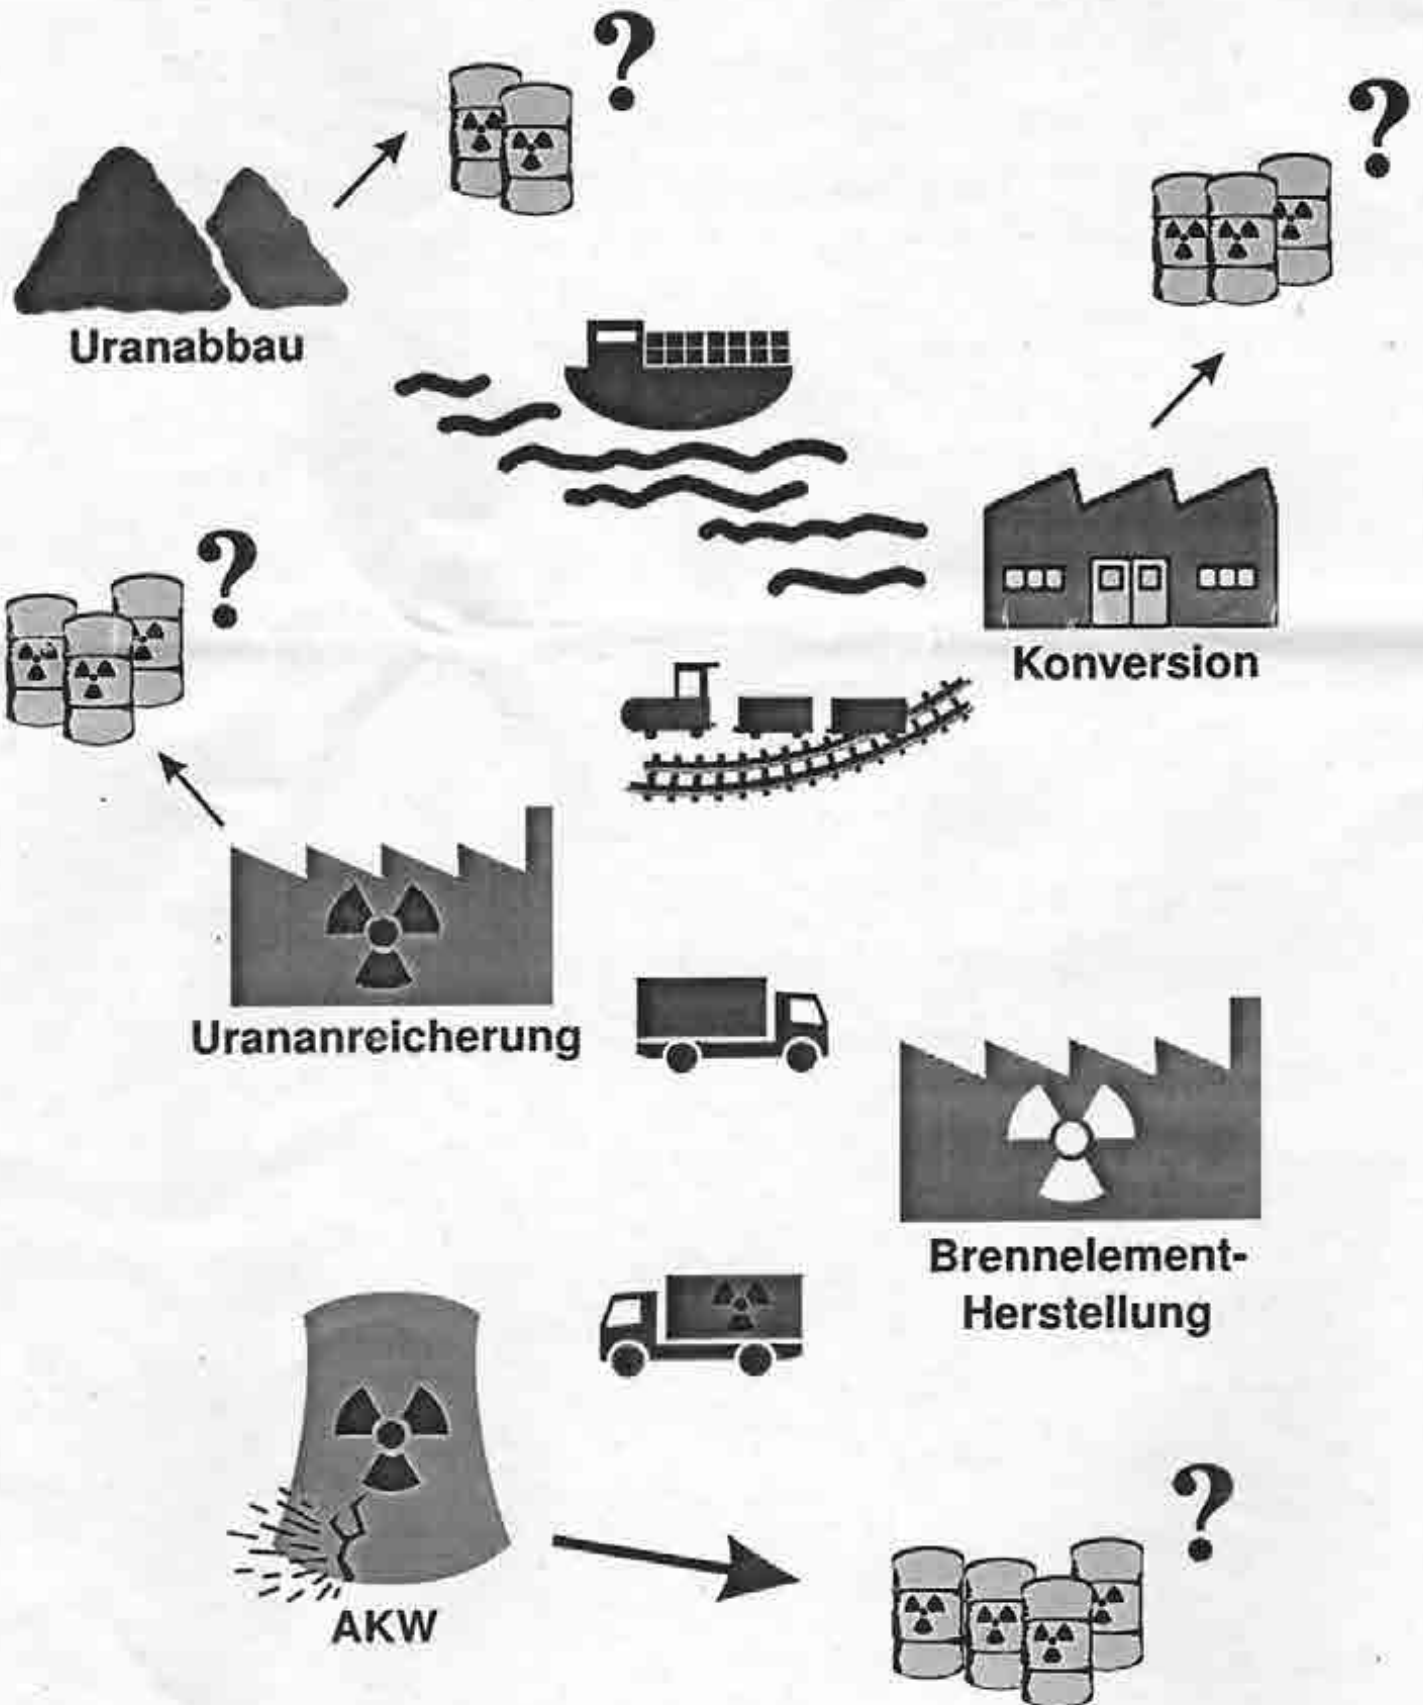 ?
?
Uranabbau
?
Konversion
Urananreicherung
Brennelement-
Herstellung
?
AKW